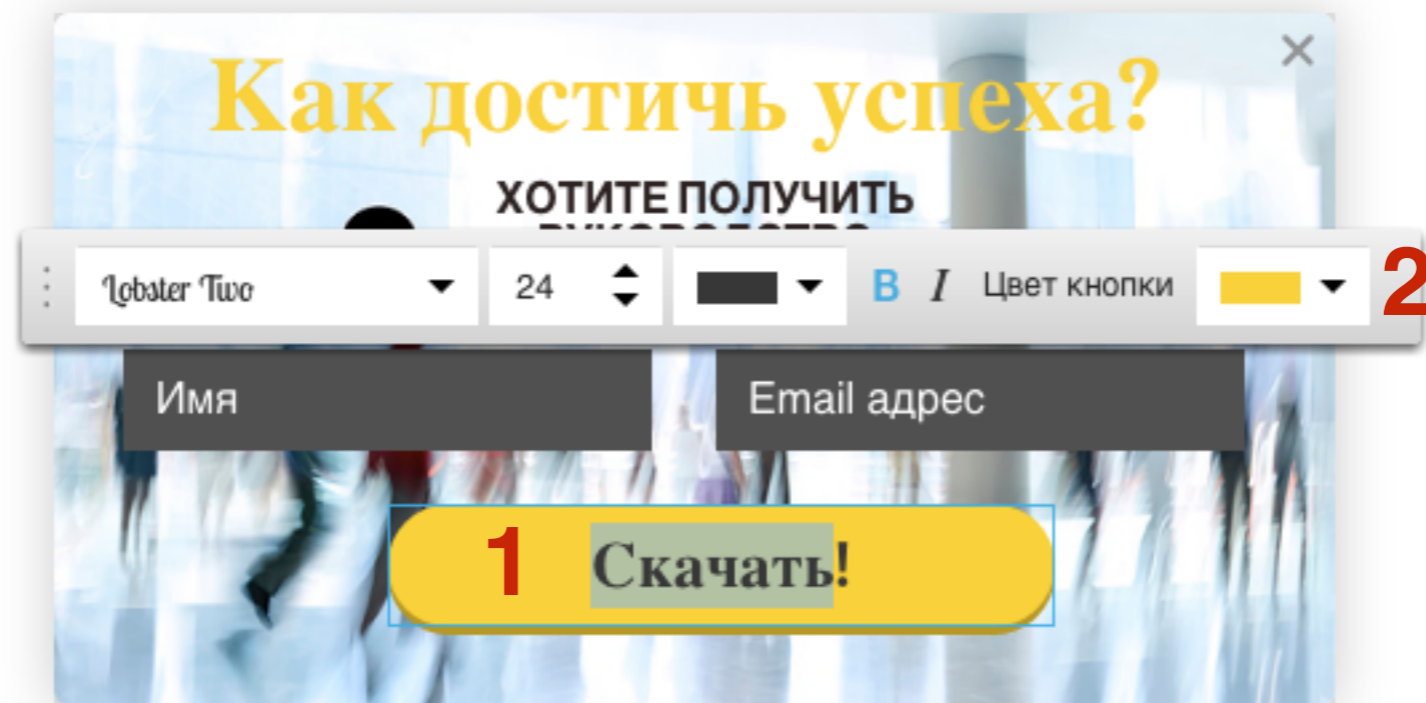 Как достичь успеха?
ХОТИТЕ ПОЛУЧИТЬ
Lobster Two 24 B I Цвет кнопки 2
Имя Email адрес
1 Скачать!